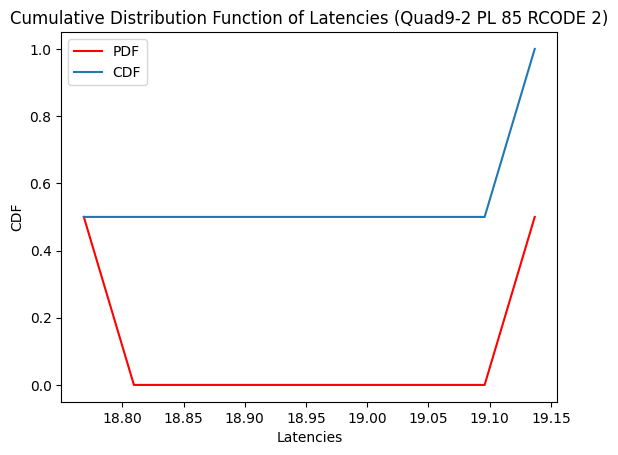 Cumulative Distribution Function of Latencies (Quad9-2 PL 85 RCODE 2)
PDF
CDF
CDF
1.0
0.8
0.6
0.4
0.2
0.0
18.80 18.85 18.90 18.95 19.00 19.05 19.10 19.15
Latencies